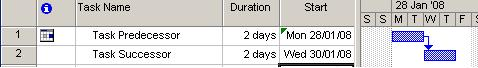 Task Name Duration Start 28 Jan '08
S S M T W T F S
1 Task Predecessor 2 days Mon 28/01/08
2 Task Successor 2 days Wed 30/01/08